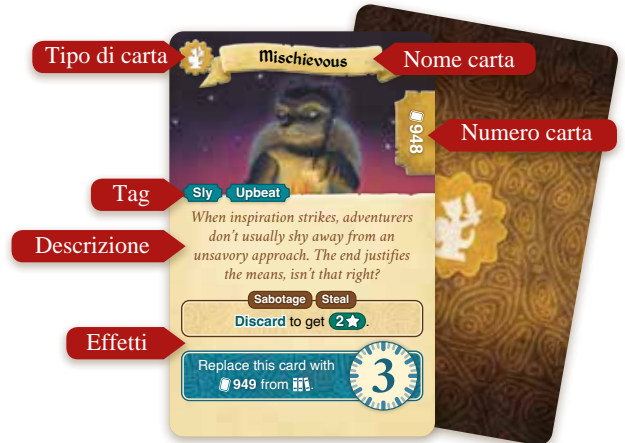 Tipo di carta
Mischievous
Nome carta
948
Numero carta
Tag
Sly Upbeat
When inspiration strikes, adventurers
don't usually shy away from an
unsavory approach. The end justifies
the means, isn't that right?
Descrizione
Sabotage Steal
Discard to get 2★.
Effetti
Replace this card with
949 from .
3